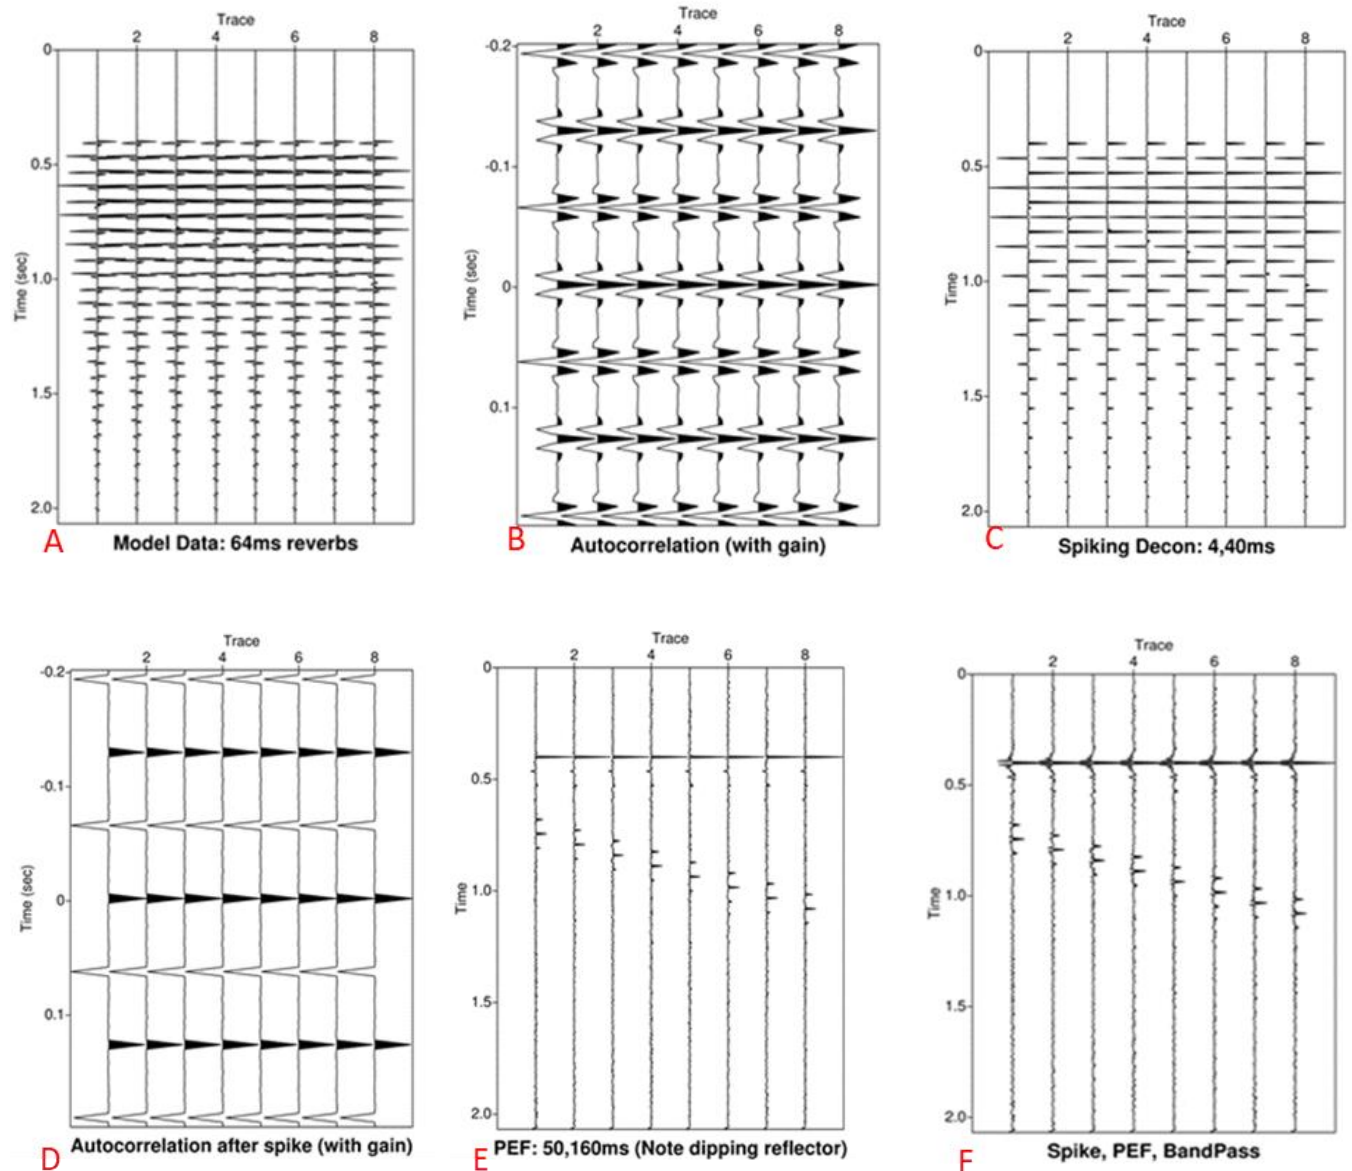 Trace
2 4 6 8
0
0.5
1.0
1.5
2.0
Time (sec)
A
Model Data: 64ms reverbs
Trace
2 4 6 8
-0.2
-0.1
0
0.1
Time (sec)
B
Autocorrelation (with gain)
Trace
2 4 6 8
0
0.5
1.0
1.5
2.0
Time
C
Spiking Decon: 4,40ms
Trace
2 4 6 8
-0.2
-0.1
0
0.1
Time (sec)
D
Autocorrelation after spike (with gain)
Trace
2 4 6 8
0
0.5
1.0
1.5
2.0
Time
E
PEF: 50,160ms (Note dipping reflector)
Trace
2 4 6 8
0
0.5
1.0
1.5
2.0
Time
F
Spike, PEF, BandPass